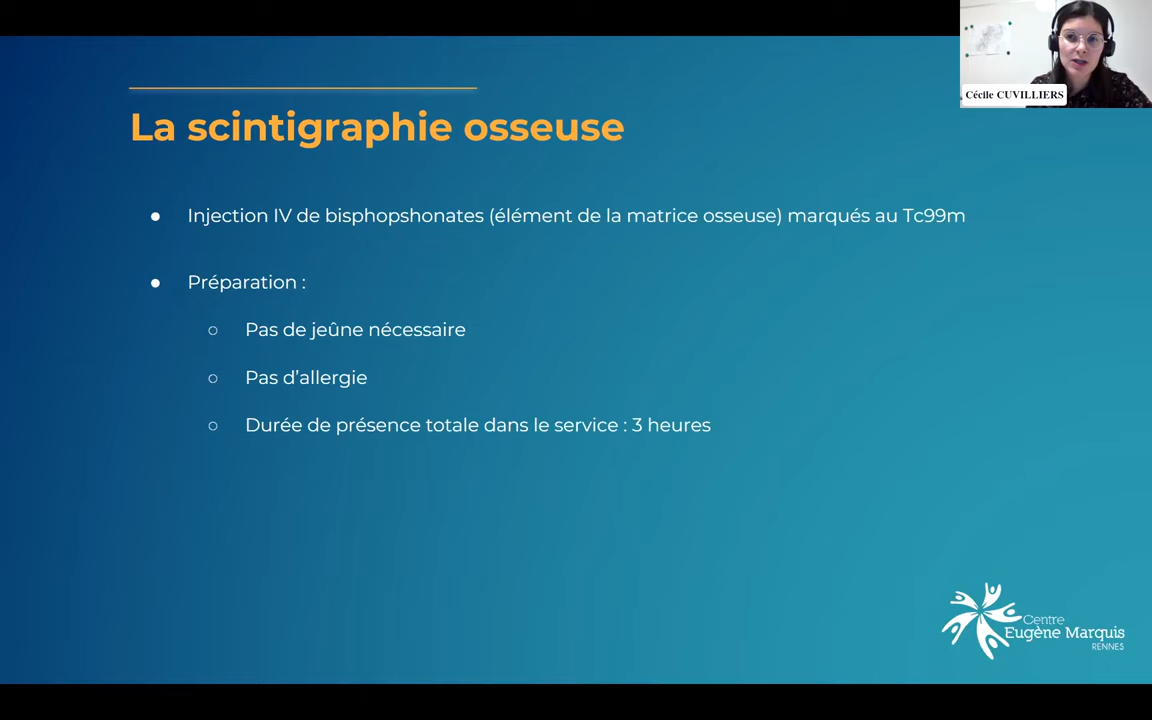 Cécile CUVILLIERS
La scintigraphie osseuse
● Injection IV de bisphopshonates (élément de la matrice osseuse) marqués au Tc99m
● Préparation :
○ Pas de jeûne nécessaire
○ Pas d’allergie
○ Durée de présence totale dans le service : 3 heures
Centre
Eugène Marquis
RENNES